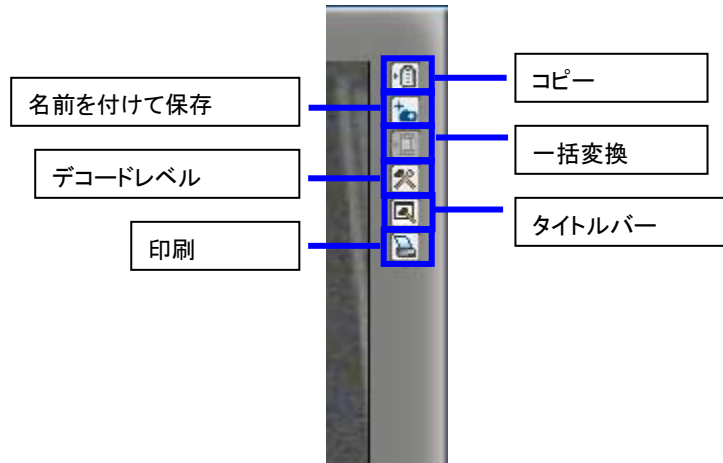 コピー
名前を付けて保存
一括変換
デコードレベル
タイトルバー
印刷